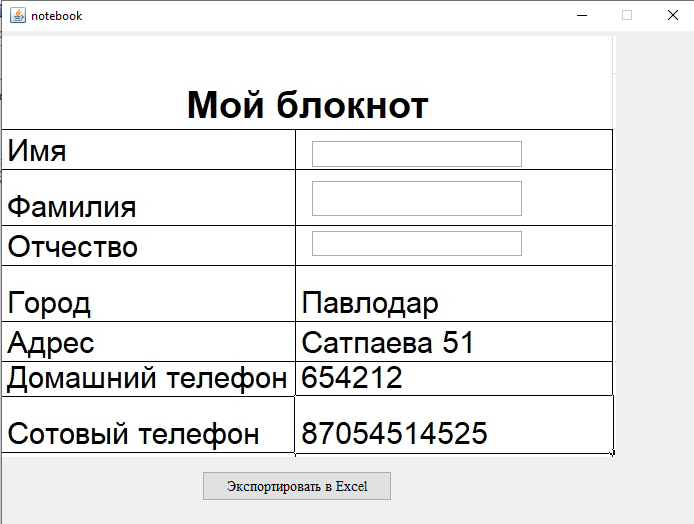 notebook
Мой блокнот
Имя
Фамилия
Отчество
Город Павлодар
Адрес Сатпаева 51
Домашний телефон 654212
Сотовый телефон 87054514525
Экспортировать в Excel